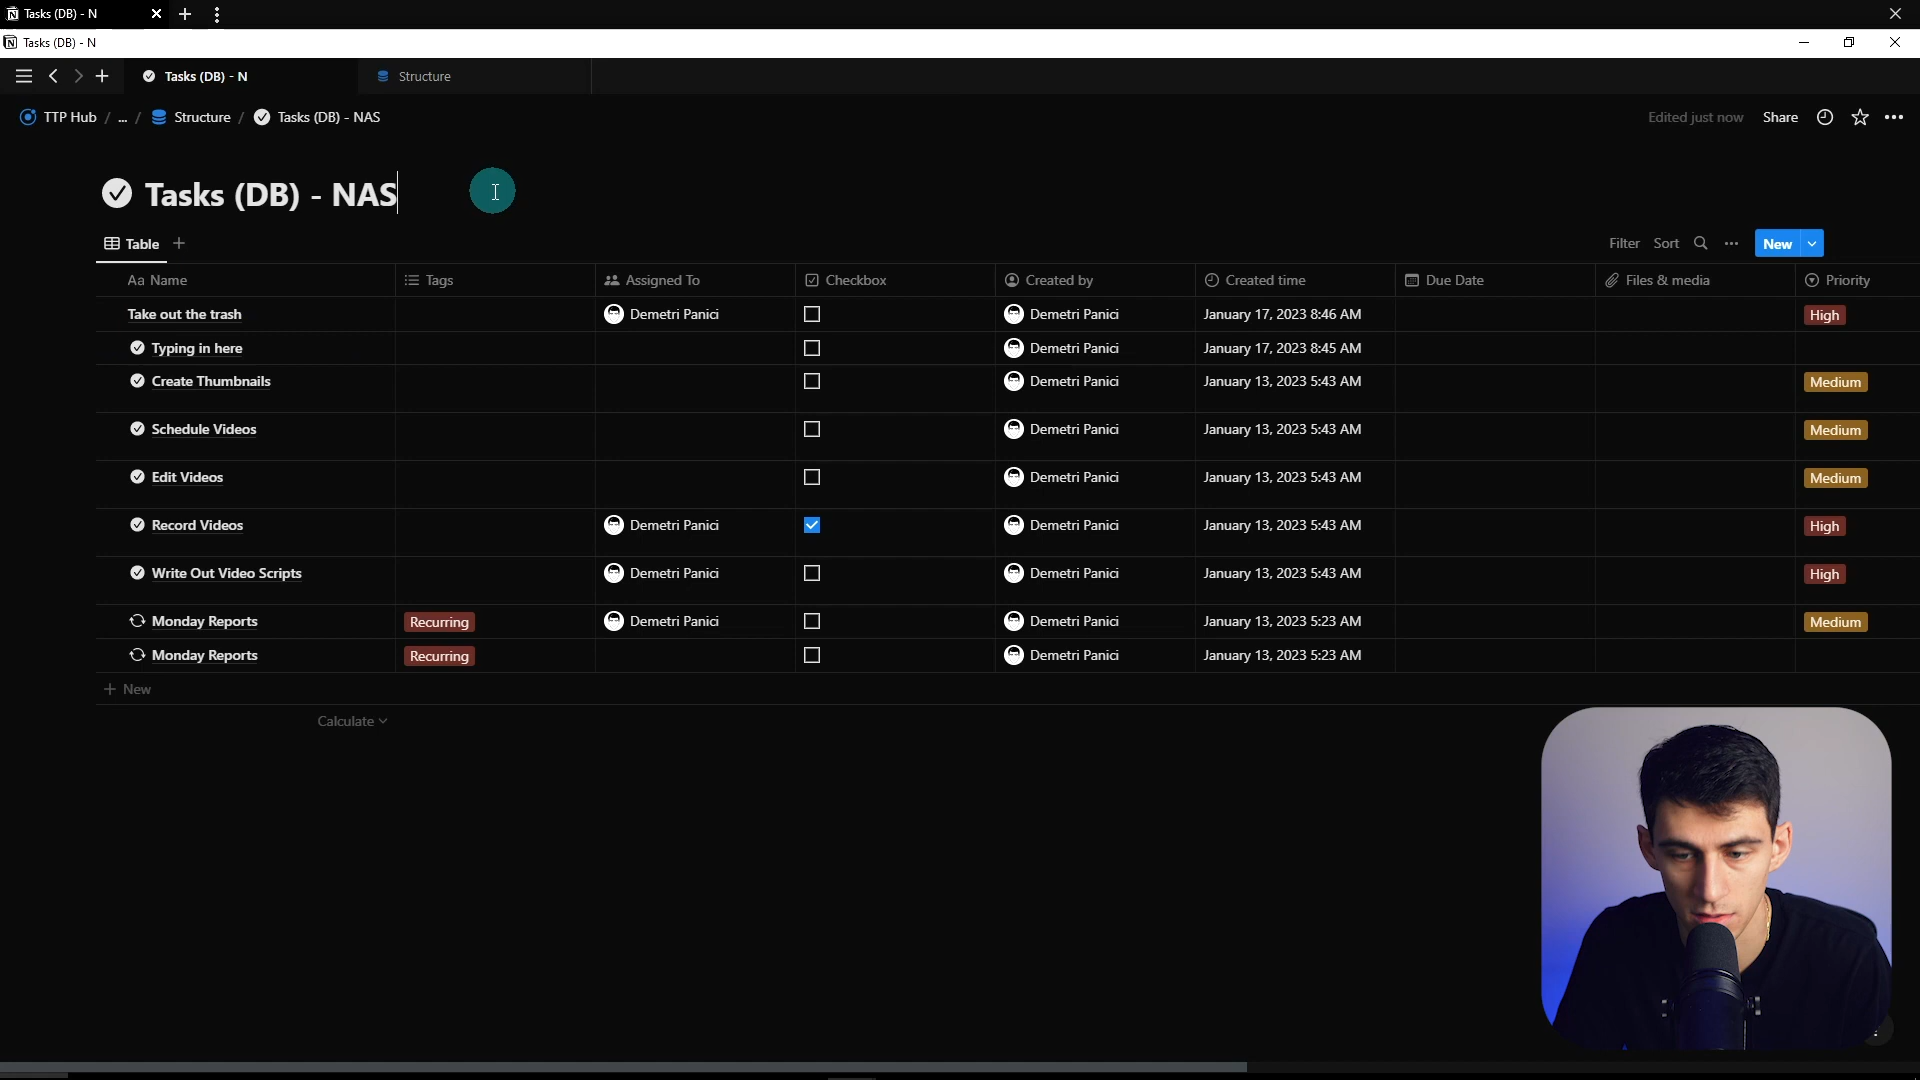 Tasks (DB) - N
Tasks (DB) - N
Tasks (DB) - N
Structure
TTP Hub / ... / Structure / Tasks (DB) - NAS
Edited just now Share
Tasks (DB) - NAS
Table
Filter Sort New
Aa Name Tags Assigned To Checkbox Created by Created time Due Date Files & media Priority
Take out the trash Demetri Panici Demetri Panici January 17, 2023 8:46 AM High
Typing in here Demetri Panici January 17, 2023 8:45 AM
Create Thumbnails Demetri Panici January 13, 2023 5:43 AM Medium
Schedule Videos Demetri Panici January 13, 2023 5:43 AM Medium
Edit Videos Demetri Panici January 13, 2023 5:43 AM Medium
Record Videos Demetri Panici Demetri Panici January 13, 2023 5:43 AM High
Write Out Video Scripts Demetri Panici Demetri Panici January 13, 2023 5:43 AM High
Monday Reports Recurring Demetri Panici Demetri Panici January 13, 2023 5:23 AM Medium
Monday Reports Recurring Demetri Panici January 13, 2023 5:23 AM
+ New
Calculate